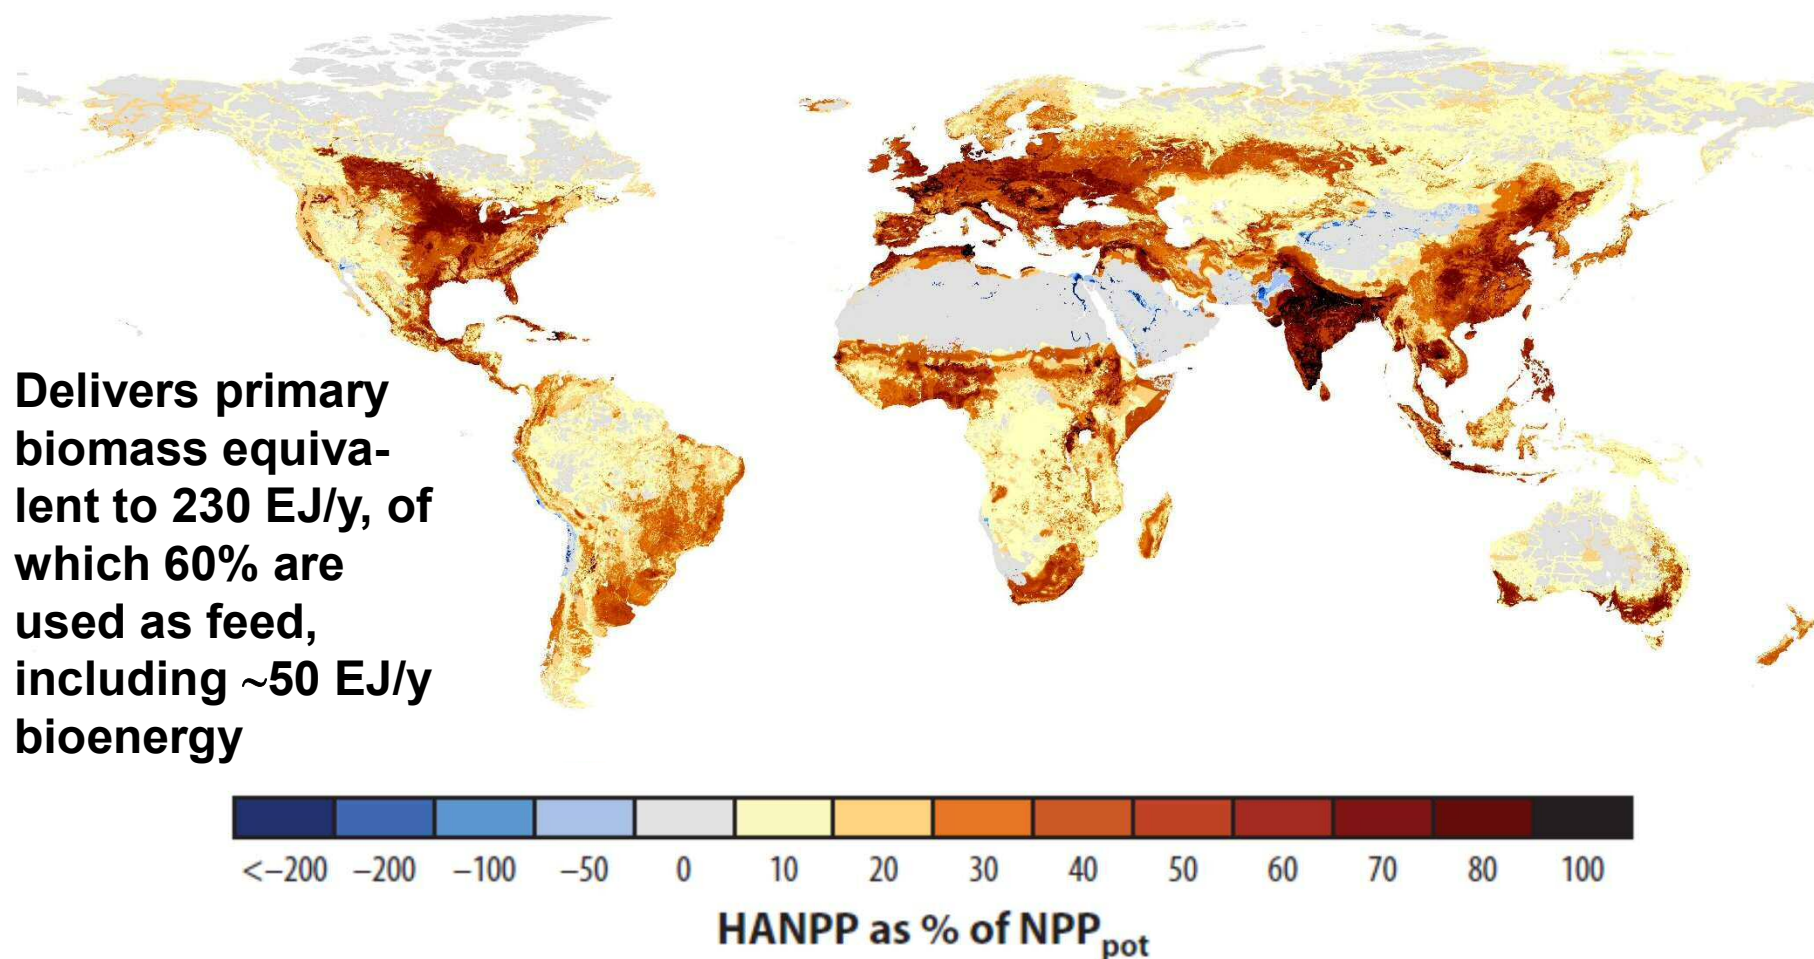 Delivers primary
biomass equiva-
lent to 230 EJ/y, of
which 60% are
used as feed,
including ~50 EJ/y
bioenergy
<–200 –200 –100 –50 0 10 20 30 40 50 60 70 80 100
HANPP as % of NPPpot